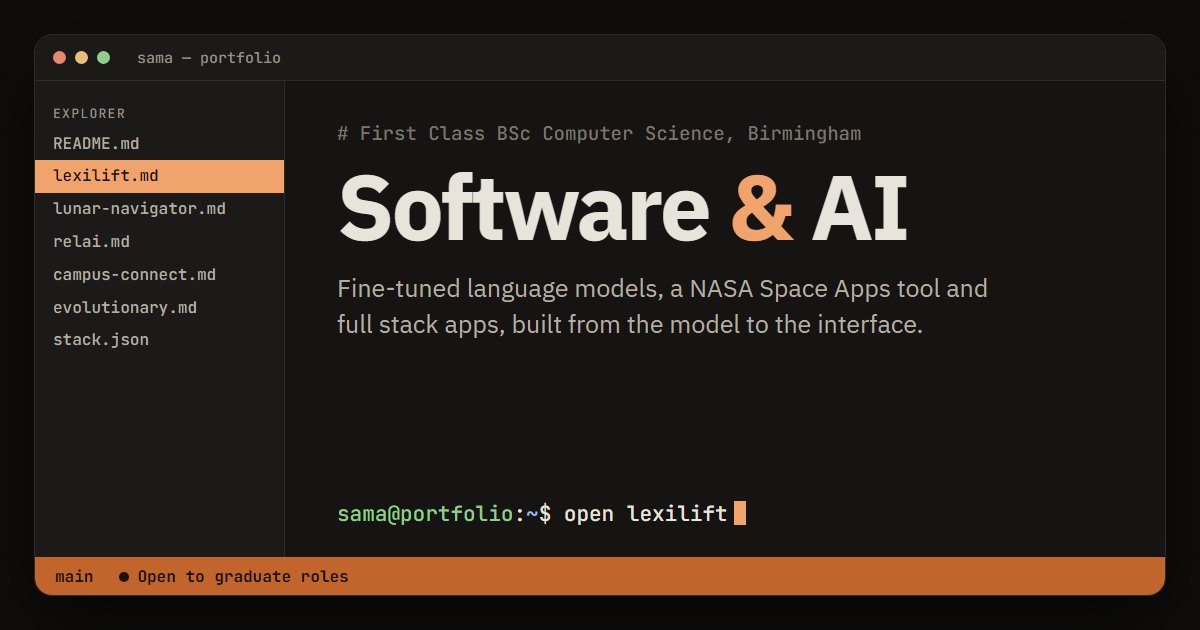 sama — portfolio
EXPLORER
README.md
lexilift.md
lunar-navigator.md
relai.md
campus-connect.md
evolutionary.md
stack.json
# First Class BSc Computer Science, Birmingham
Software & AI
Fine-tuned language models, a NASA Space Apps tool and
full stack apps, built from the model to the interface.
sama@portfolio:~$ open lexilift
main ● Open to graduate roles